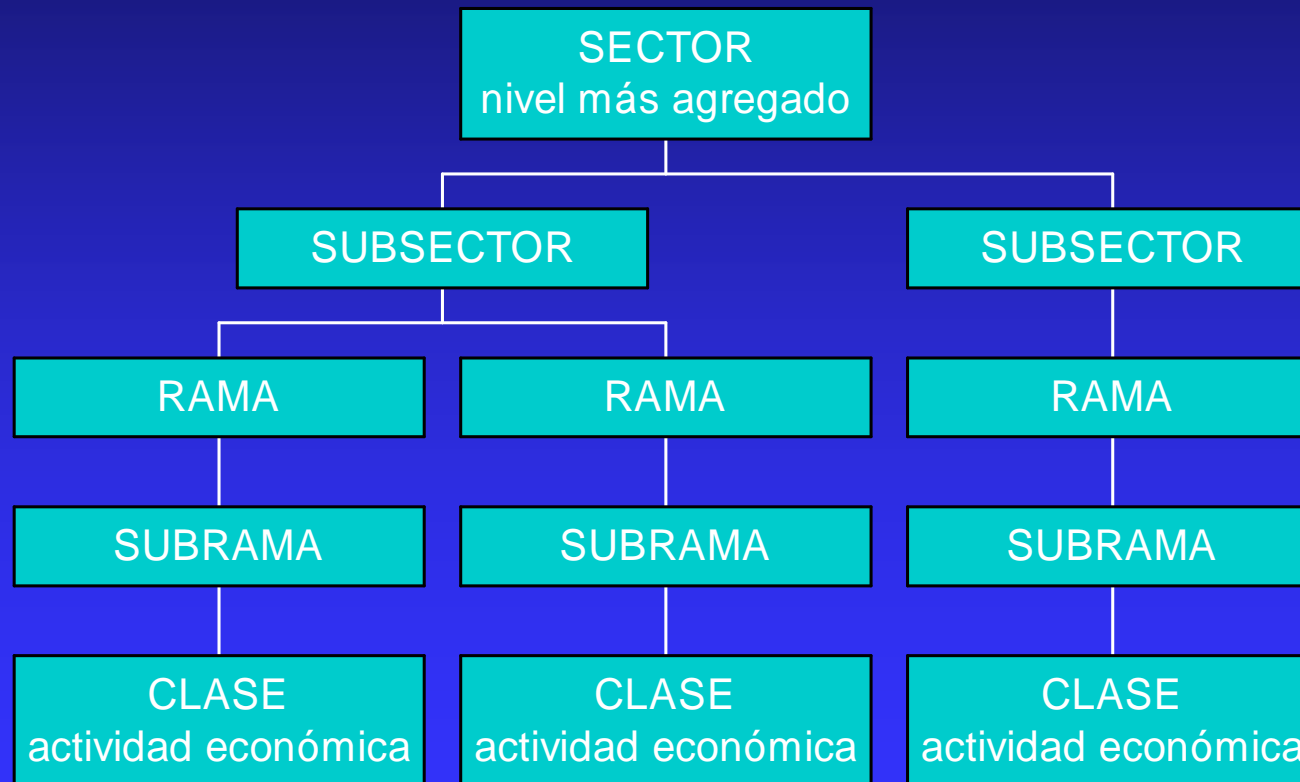 SECTOR
nivel más agregado
SUBSECTOR
SUBSECTOR
RAMA
RAMA
RAMA
SUBRAMA
SUBRAMA
SUBRAMA
CLASE
actividad económica
CLASE
actividad económica
CLASE
actividad económica